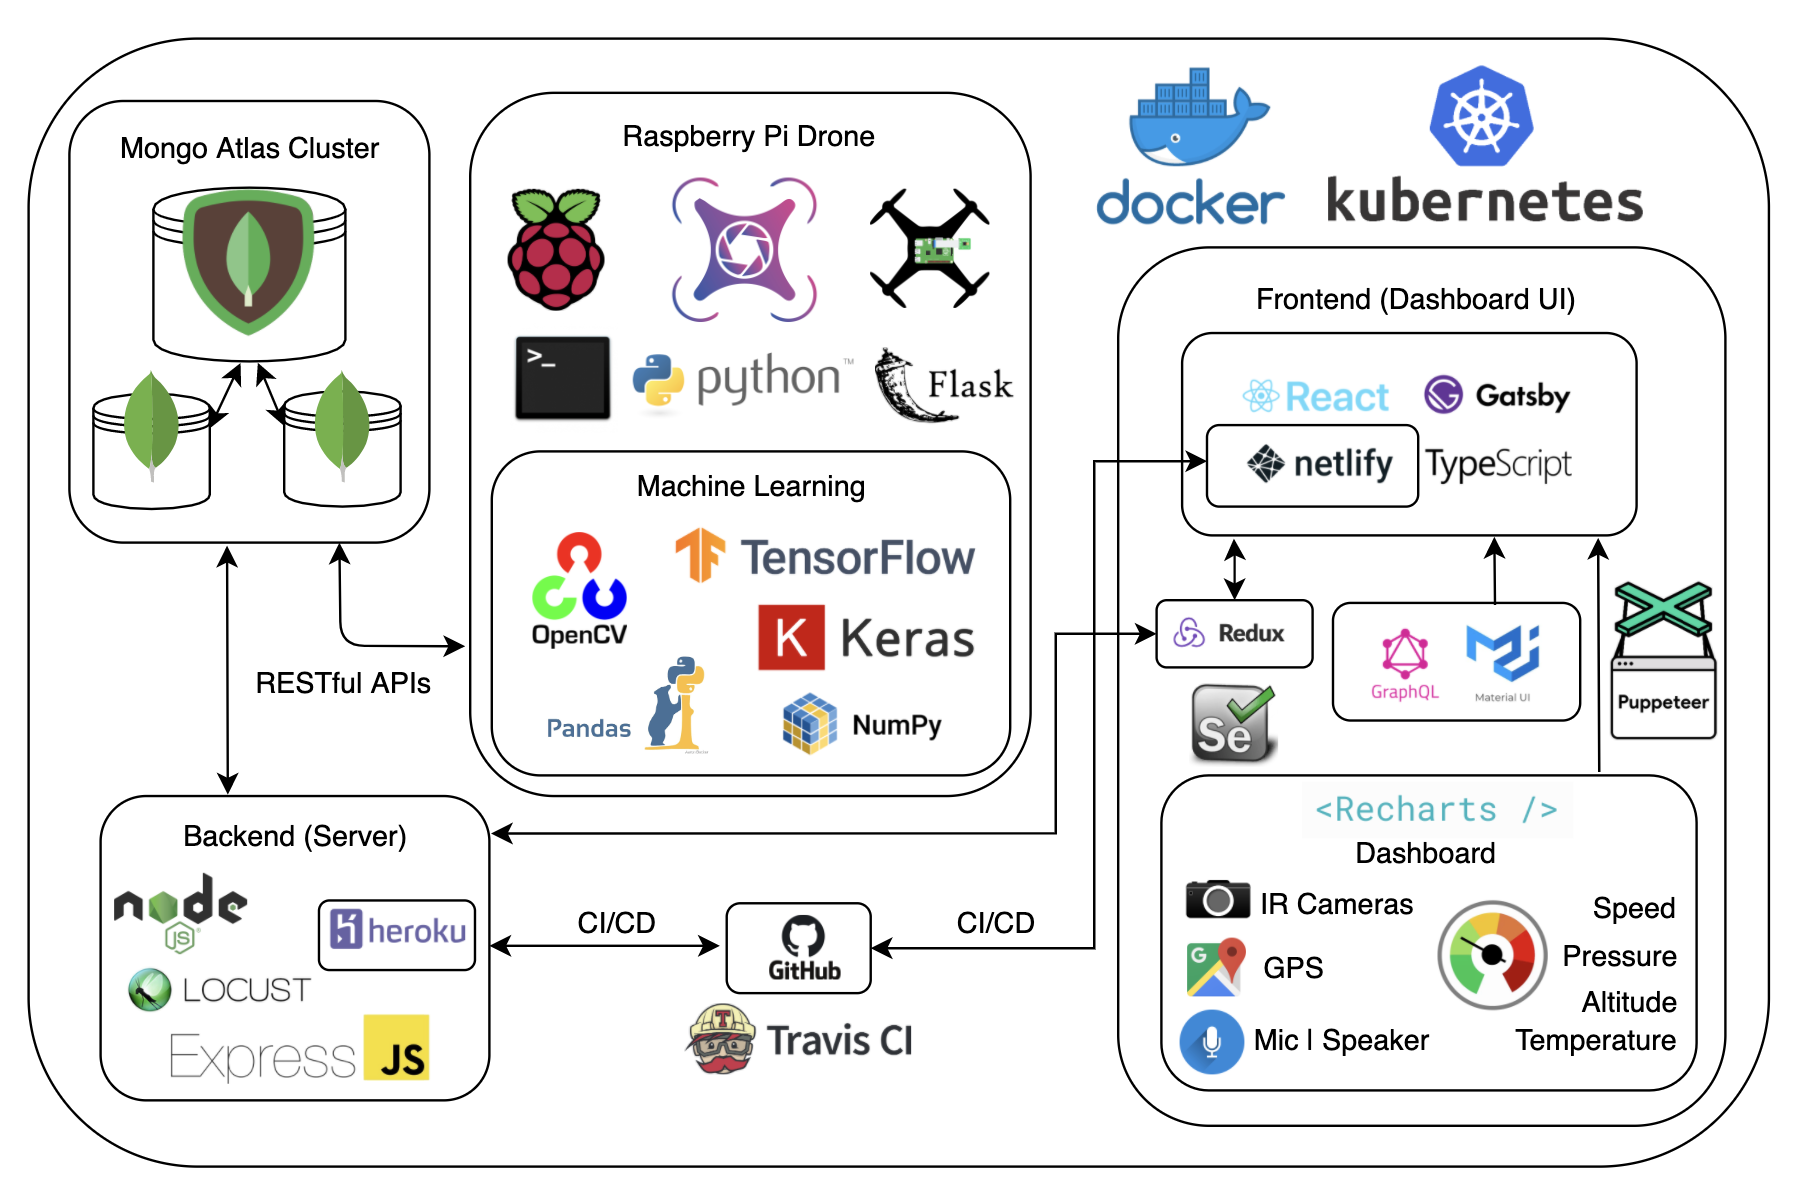 Mongo Atlas Cluster
RESTful APIs
Raspberry Pi Drone
>_
python™
Flask
Machine Learning
OpenCV
TensorFlow
K Keras
Pandas
NumPy
docker
kubernetes
Frontend (Dashboard UI)
React
Gatsby
netlify
TypeScript
Redux
Se
GraphQL
Material UI
Puppeteer
<Recharts />
Dashboard
IR Cameras
G
GPS
Mic | Speaker
Speed
Pressure
Altitude
Temperature
Backend (Server)
node
JS®
heroku
LOCUST
Express
JS
CI/CD
GitHub
CI/CD
T
Travis CI